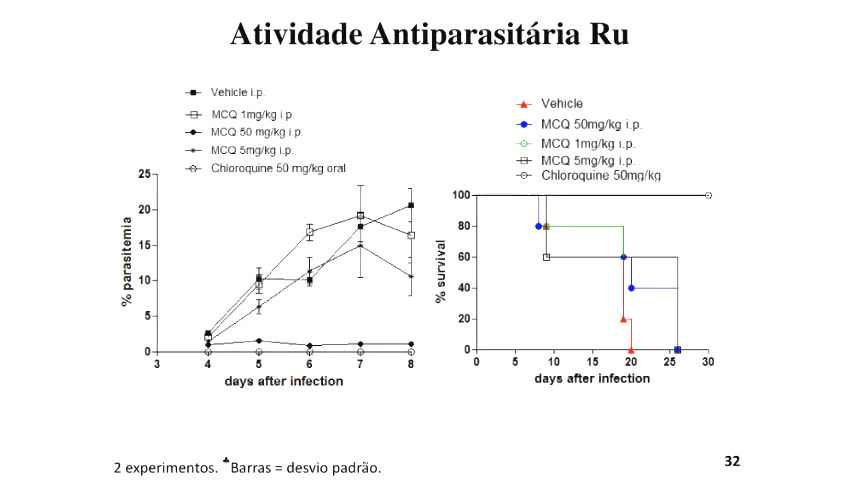 Atividade Antiparasitária Ru
Vehicle i.p.
MCQ 1mg/kg i.p.
MCQ 50 mg/kg i.p.
MCQ 5mg/kg i.p.
Chloroquine 50 mg/kg oral
25
20
15
10
5
0
% parasitemia
3 4 5 6 7 8
days after infection
Vehicle
MCQ 50mg/kg i.p.
MCQ 1mg/kg i.p.
MCQ 5mg/kg i.p.
Chloroquine 50mg/kg
100
80
60
40
20
0
% survival
0 5 10 15 20 25 30
days after infection
2 experimentos. ♣Barras = desvio padrão.
32